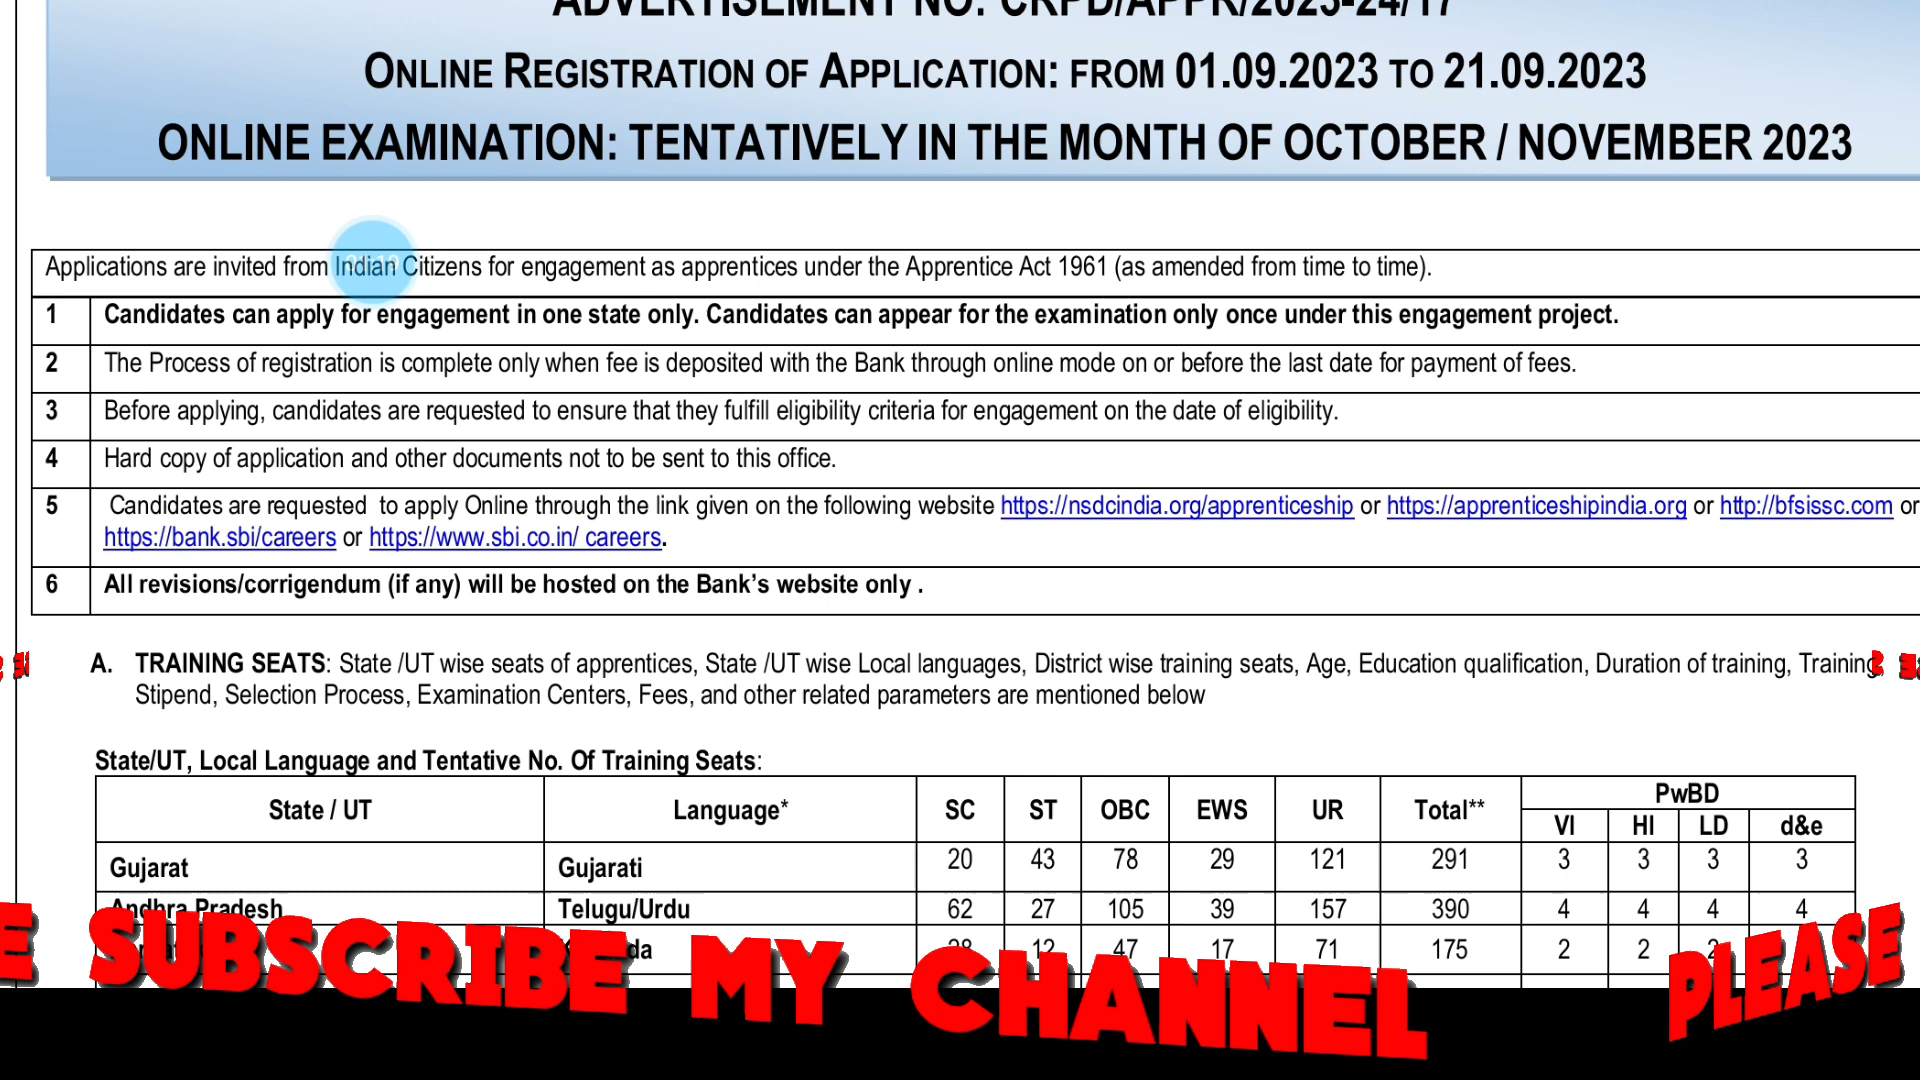 ADVERTISEMENT NO: CRPD/APPR/2023-24/17
ONLINE REGISTRATION OF APPLICATION: FROM 01.09.2023 TO 21.09.2023
ONLINE EXAMINATION: TENTATIVELY IN THE MONTH OF OCTOBER / NOVEMBER 2023
Applications are invited from Indian Citizens for engagement as apprentices under the Apprentice Act 1961 (as amended from time to time).
1 Candidates can apply for engagement in one state only. Candidates can appear for the examination only once under this engagement project.
2 The Process of registration is complete only when fee is deposited with the Bank through online mode on or before the last date for payment of fees.
3 Before applying, candidates are requested to ensure that they fulfill eligibility criteria for engagement on the date of eligibility.
4 Hard copy of application and other documents not to be sent to this office.
5 Candidates are requested to apply Online through the link given on the following website https://nsdcindia.org/apprenticeship or https://apprenticeshipindia.org or http://bfsissc.com or
https://bank.sbi/careers or https://www.sbi.co.in/ careers.
6 All revisions/corrigendum (if any) will be hosted on the Bank's website only .
A. TRAINING SEATS: State /UT wise seats of apprentices, State /UT wise Local languages, District wise training seats, Age, Education qualification, Duration of training, Training
Stipend, Selection Process, Examination Centers, Fees, and other related parameters are mentioned below
State/UT, Local Language and Tentative No. Of Training Seats:
State / UT Language* SC ST OBC EWS UR Total** PwBD
VI HI LD d&e
Gujarat Gujarati 20 43 78 29 121 291 3 3 3 3
Andhra Pradesh Telugu/Urdu 62 27 105 39 157 390 4 4 4 4
28 12 47 17 71 175 2 2 2
SUBSCRIBE MY CHANNEL PLEASE